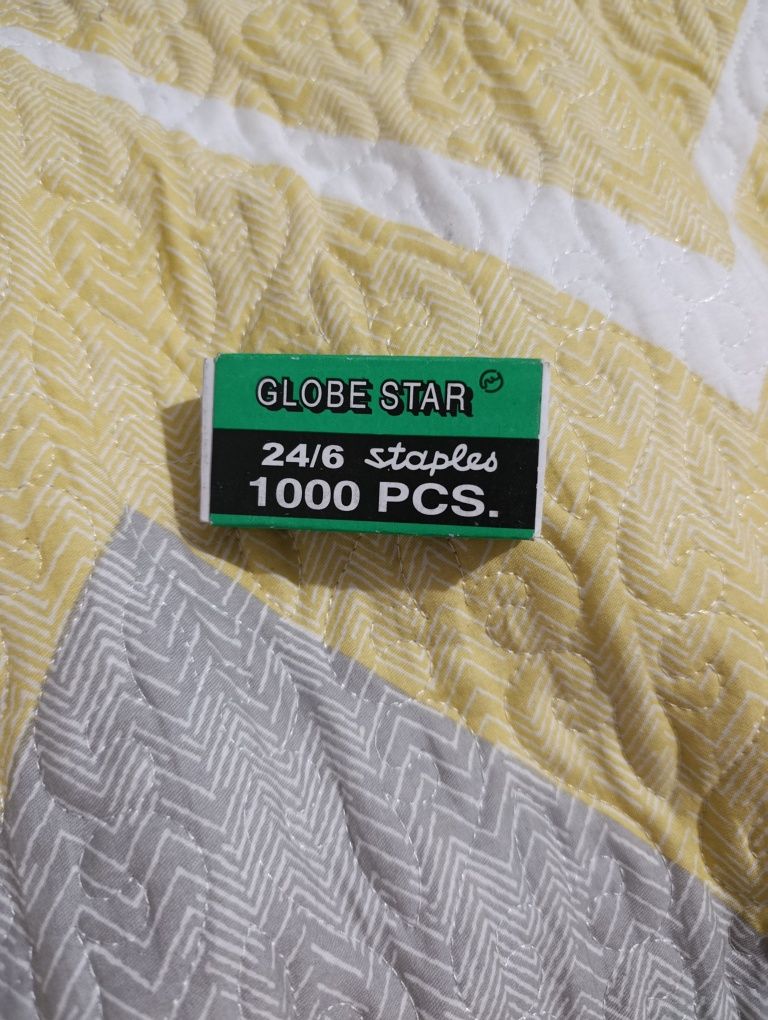 GLOBE STAR
24/6 staples
1000 PCS.